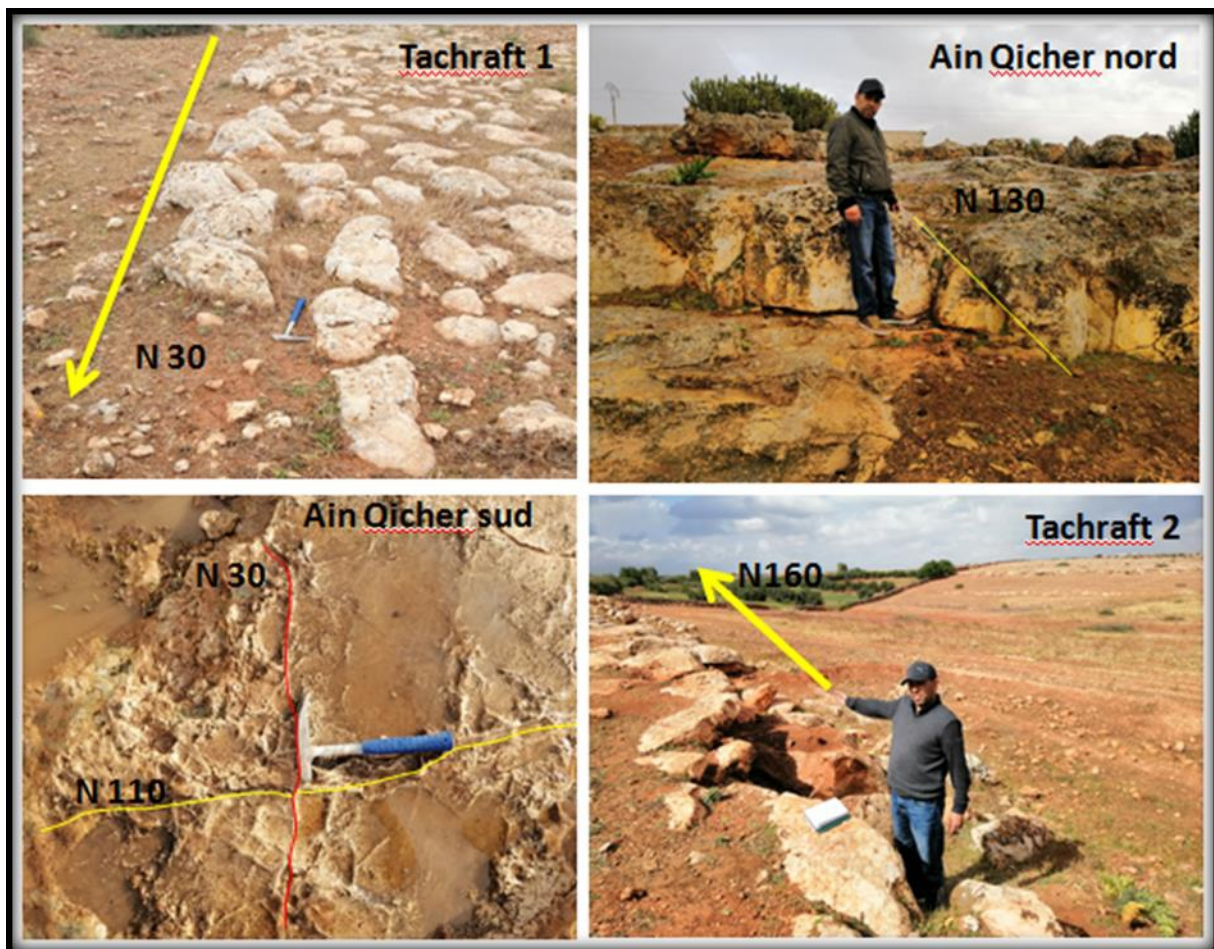 Tachraft 1
N 30
Ain Qicher nord
N 130
Ain Qicher sud
N 30
N 110
Tachraft 2
N160